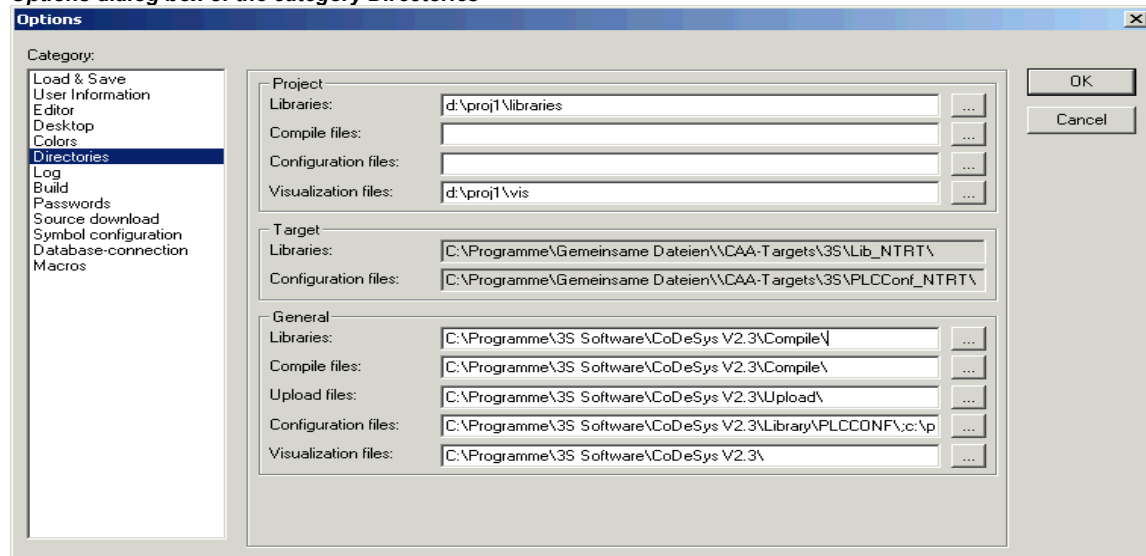 Options dialog box of the category Directories
Options
Category:
Load & Save
User Information
Editor
Desktop
Colors
Directories
Log
Build
Passwords
Source download
Symbol configuration
Database-connection
Macros
Project
Libraries: d:\proj1\libraries ...
Compile files: ...
Configuration files: ...
Visualization files: d:\proj1\vis ...
Target
Libraries: C:\Programme\Gemeinsame Dateien\\CAA-Targets\3S\Lib_NTRT\
Configuration files: C:\Programme\Gemeinsame Dateien\\CAA-Targets\3S\PLCConf_NTRT\
General
Libraries: C:\Programme\3S Software\CoDeSys V2.3\Compile\ ...
Compile files: C:\Programme\3S Software\CoDeSys V2.3\Compile\ ...
Upload files: C:\Programme\3S Software\CoDeSys V2.3\Upload\ ...
Configuration files: C:\Programme\3S Software\CoDeSys V2.3\Library\PLCCONF\;c:\p ...
Visualization files: C:\Programme\3S Software\CoDeSys V2.3\ ...
OK
Cancel